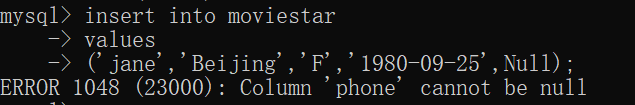 mysql> insert into moviestar
    -> values
    -> ('jane','Beijing','F','1980-09-25',Null);
ERROR 1048 (23000): Column 'phone' cannot be null